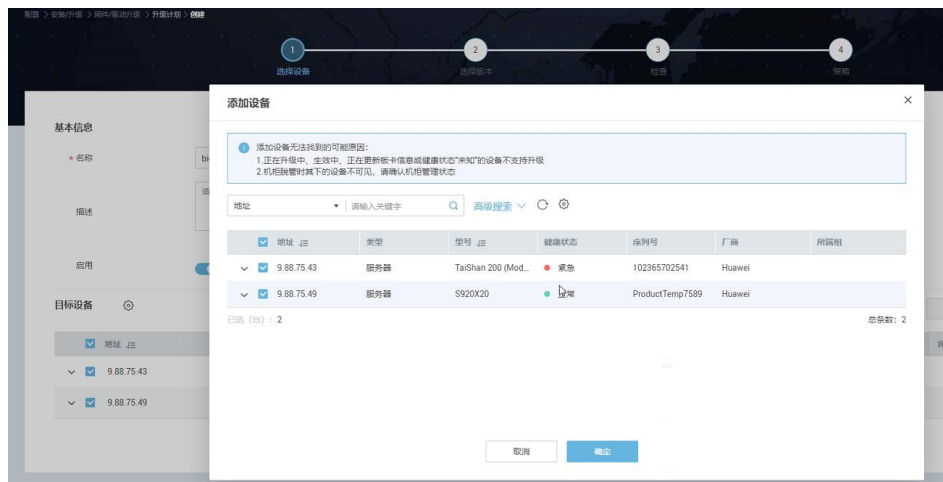 配置 > 安装/升级 > 固件/驱动升级 > 升级计划 > 创建
1 2 3 4
选择设备 选择版本 检查 策略
添加设备 ×
基本信息
添加设备无法找到的可能原因:
1.正在升级中、生效中、正在更新板卡信息或健康状态“未知”的设备不支持升级
2.机柜脱管时其下的设备不可见，请确认机柜管理状态
* 名称 bi
描述
地址 请输入关键字 高级搜索
地址 类型 型号 健康状态 序列号 厂商 所属组
启用
9.88.75.43 服务器 TaiShan 200 (Mod... 紧急 102365702541 Huawei
9.88.75.49 服务器 S920X20 正常 ProductTemp7589 Huawei
目标设备
已选（台）: 2 总条数: 2
地址
9.88.75.43
9.88.75.49
取消 确定